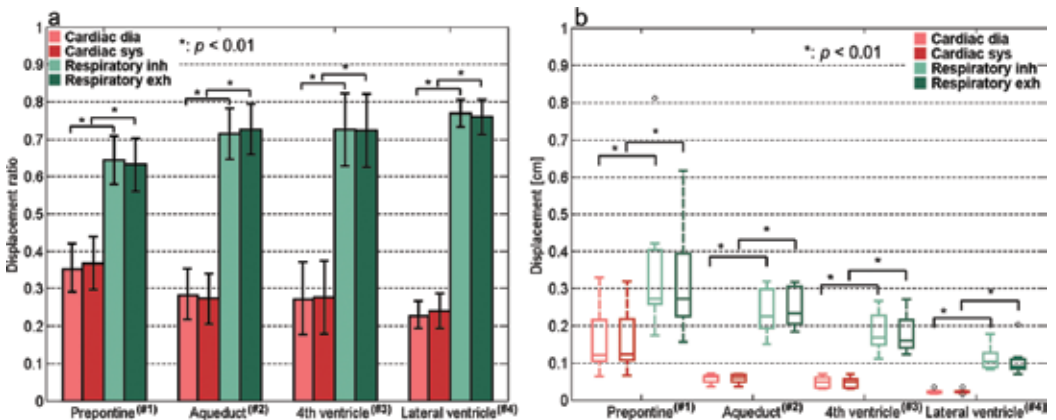 a
Cardiac dia
Cardiac sys
Respiratory inh
Respiratory exh
*: p < 0.01
Displacement ratio
1
0.9
0.8
0.7
0.6
0.5
0.4
0.3
0.2
0.1
0
* * * * * * * *
Prepontine(#1) Aqueduct(#2) 4th ventricle(#3) Lateral ventricle(#4)
b
Cardiac dia
Cardiac sys
Respiratory inh
Respiratory exh
*: p < 0.01
Displacement [cm]
1
0.9
0.8
0.7
0.6
0.5
0.4
0.3
0.2
0.1
0
* * * * * * * *
Prepontine(#1) Aqueduct(#2) 4th ventricle(#3) Lateral ventricle(#4)